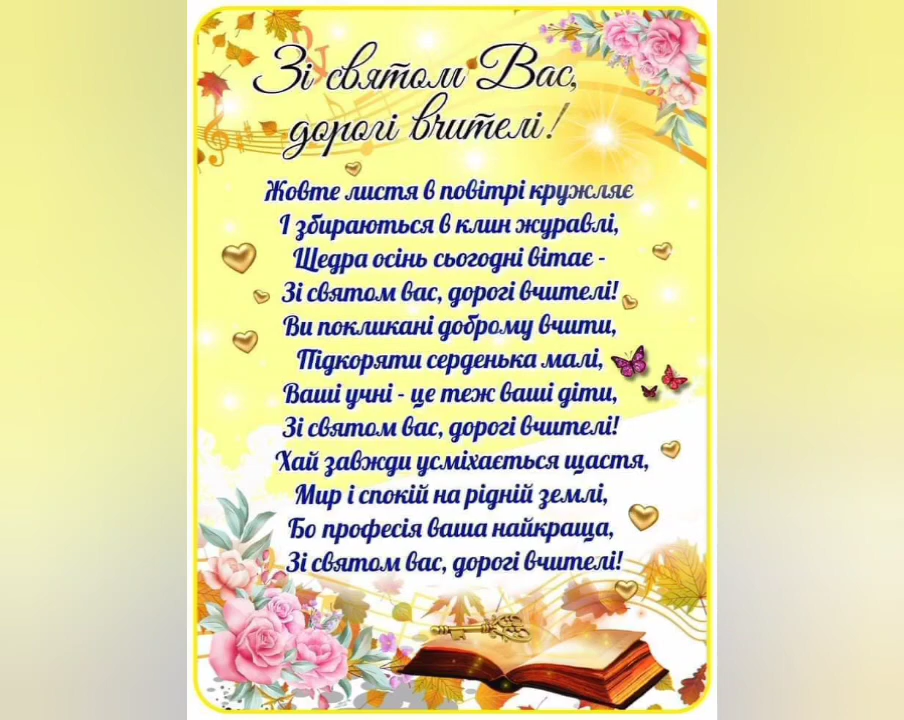 Зі святом Вас,
дорогі вчителі!
Жовте листя в повітрі кружляє
І збираються в клин журавлі,
Щедра осінь сьогодні вітає -
Зі святом вас, дорогі вчителі!
Ви покликані доброму вчити,
Підкоряти серденька малі,
Ваші учні - це теж ваші діти,
Зі святом вас, дорогі вчителі!
Хай завжди усміхається щастя,
Мир і спокій на рідній землі,
Бо професія ваша найкраща,
Зі святом вас, дорогі вчителі!